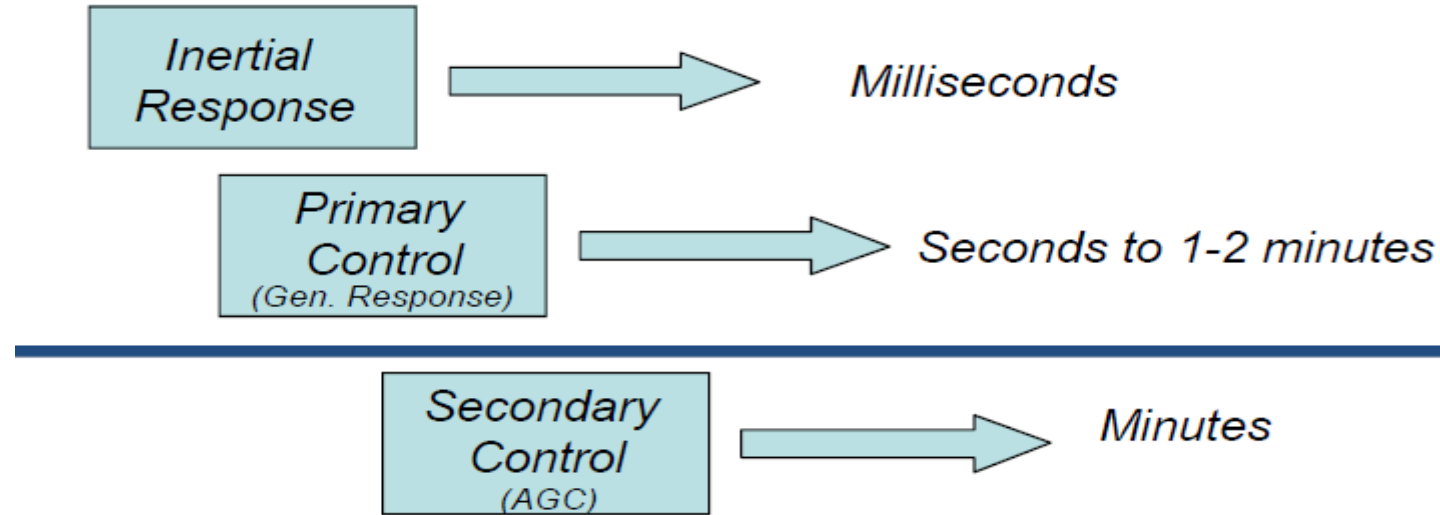 Inertial
Response
Milliseconds
Primary
Control
(Gen. Response)
Seconds to 1-2 minutes
Secondary
Control
(AGC)
Minutes